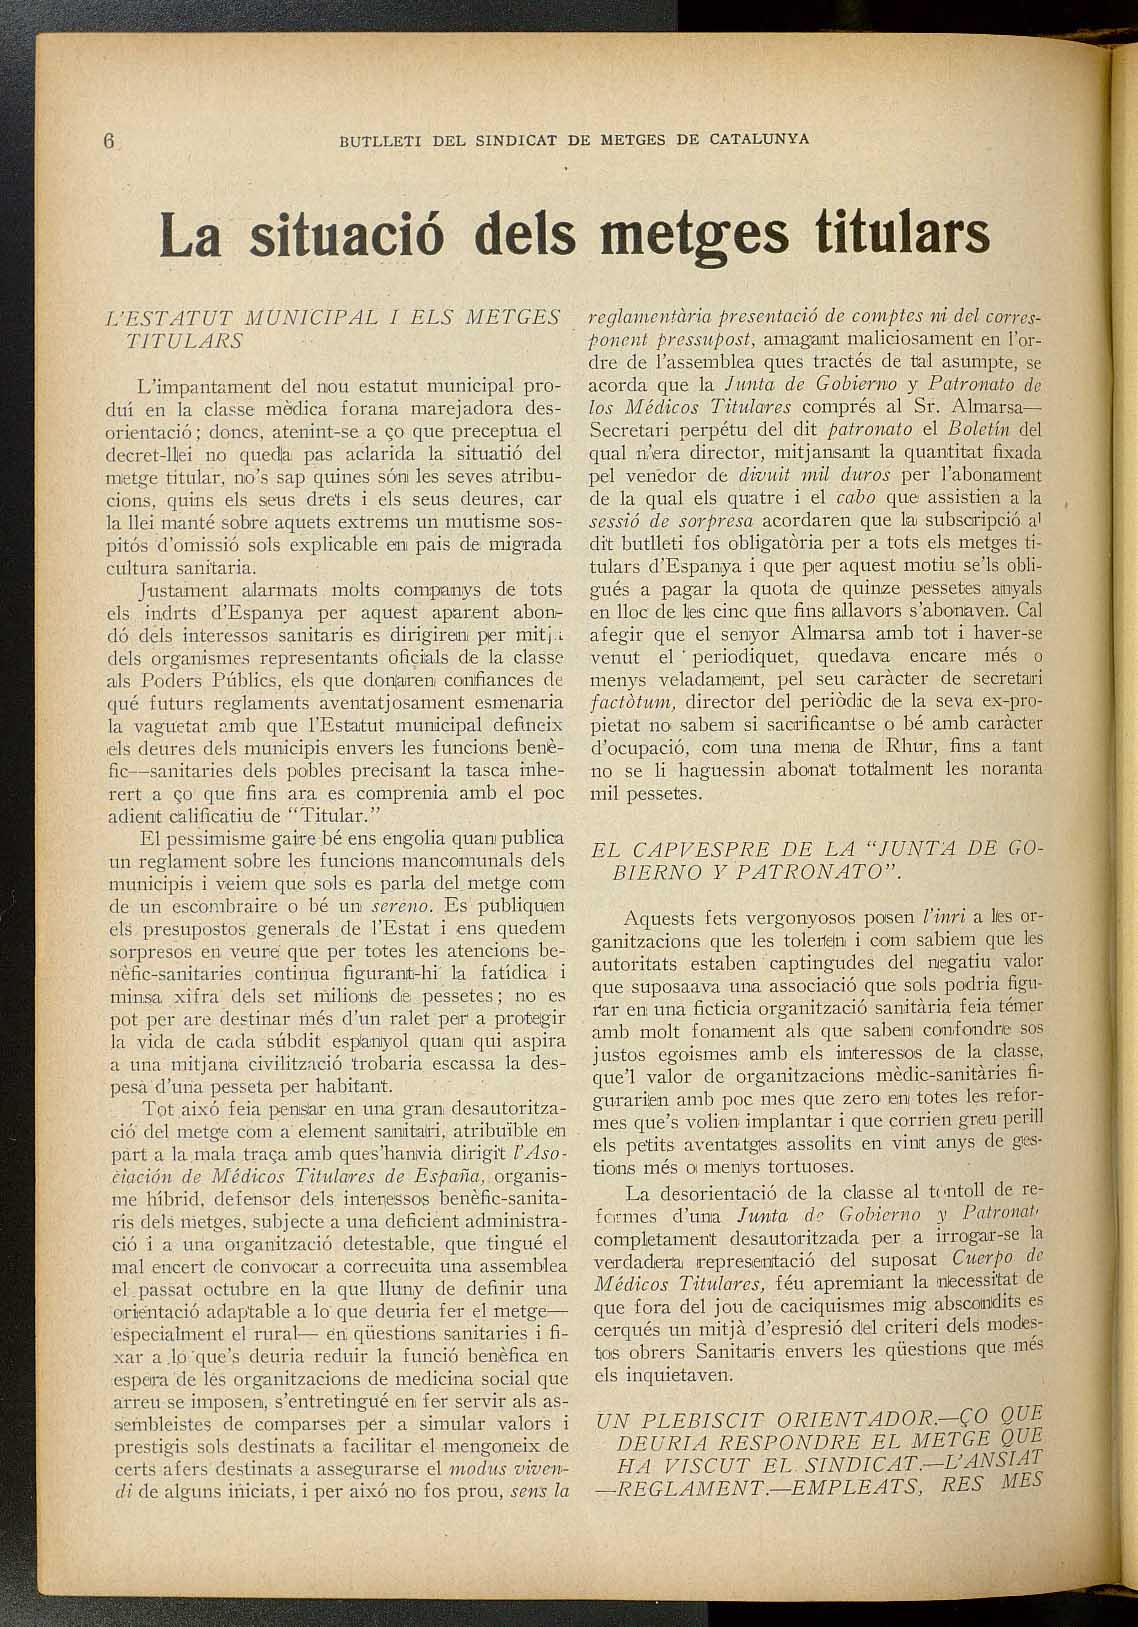 6
BUTLLETI DEL SINDICAT DE METGES DE CATALUNYA
La situació dels metges titulars
L'ESTATUT MUNICIPAL I ELS METGES
TITULARS
L'impantament del nou estatut municipal pro-
duí en la classe mèdica forana marejadora des-
orientació; doncs, atenint-se a ço que preceptua el
decret-llei no queda pas aclarida la situatió del
metge titular, no's sap quines són les seves atribu-
cions, quins els seus drets i els seus deures, car
la llei manté sobre aquets extrems un mutisme sos-
pitós d'omissió sols explicable en pais de migrada
cultura sanitaria.
Justament alarmats molts companys de tots
els indrts d'Espanya per aquest aparent abon-
dó dels interessos sanitaris es dirigiren per mitj
dels organismes representants oficials de la classe
als Poders Públics, els que donaren confiances de
qué futurs reglaments aventatjosament esmenaria
la vaguetat amb que l'Estatut municipal defineix
els deures dels municipis envers les funcions benè-
fic—sanitaries dels pobles precisant la tasca inhe-
rert a ço que fins ara es comprenia amb el poc
adient calificatiu de "Titular."
El pessimisme gaire bé ens engolia quan publica
un reglament sobre les funcions mancomunals dels
municipis i veiem que sols es parla del metge com
de un escombraire o bé un sereno. Es publiquen
els presupostos generals de l'Estat i ens quedem
sorpresos en veure que per totes les atencions be-
nèfic-sanitaries continua figurant-hi la fatídica i
minsa xifra dels set milions de pessetes; no es
pot per are destinar més d'un ralet per a protegir
la vida de cada súbdit espanyol quan qui aspira
a una mitjana civilització trobaria escassa la des-
pesa d'una pesseta per habitant.
Tot aixó feia pensar en una gran desautoritza-
ció del metge com a element sanitari, atribuïble en
part a la mala traça amb ques'hanvia dirigit l'Aso-
ciación de Médicos Titulares de España, organis-
me híbrid, defensor dels interessos benèfic-sanita-
ris dels metges, subjecte a una deficient administra-
ció i a una organització detestable, que tingué el
mal encert de convocar a correcuita una assemblea
el passat octubre en la que lluny de definir una
orientació adaptable a lo que deuria fer el metge—
especialment el rural— en qüestions sanitaries i fi-
xar a lo que's deuria reduir la funció benèfica en
espera de les organitzacions de medicina social que
arreu se imposen, s'entretingué en fer servir als as-
sembleistes de comparses per a simular valors i
prestigis sols destinats a facilitar el mengoneix de
certs afers destinats a assegurarse el modus viven-
di de alguns iniciats, i per aixó no fos prou, sens la
reglamentària presentació de comptes ni del corres-
ponent pressupost, amagant maliciosament en l'or-
dre de l'assemblea ques tractés de tal asumpte, se
acorda que la Junta de Gobierno y Patronato de
los Médicos Titulares comprés al Sr. Almarsa—
Secretari perpétu del dit patronato el Boletín del
qual n'era director, mitjansant la quantitat fixada
pel venedor de divuit mil duros per l'abonament
de la qual els quatre i el cabo que assistien a la
sessió de sorpresa acordaren que la subscripció al
dit butlleti fos obligatòria per a tots els metges ti-
tulars d'Espanya i que per aquest motiu se'ls obli-
gués a pagar la quota de quinze pessetes anyals
en lloc de les cinc que fins allavors s'abonaven. Cal
afegir que el senyor Almarsa amb tot i haver-se
venut el periodiquet, quedava encare més o
menys veladament, pel seu caràcter de secretari
factòtum, director del periòdic de la seva ex-pro-
pietat no sabem si sacrificantse o bé amb caràcter
d'ocupació, com una mena de Rhur, fins a tant
no se li haguessin abonat totalment les noranta
mil pessetes.
EL CAPVESPRE DE LA "JUNTA DE GO-
BIERNO Y PATRONATO".
Aquests fets vergonyosos posen l'inri a les or-
ganitzacions que les toleren i com sabiem que les
autoritats estaben captingudes del negatiu valor
que suposaava una associació que sols podria figu-
rar en una ficticia organització sanitària feia témer
amb molt fonament als que saben confondre sos
justos egoismes amb els interessos de la classe,
que'l valor de organitzacions mèdic-sanitàries fi-
gurarien amb poc mes que zero en totes les refor-
mes que's volien implantar i que corrien greu perill
els petits aventatges assolits en vint anys de ges-
tions més o menys tortuoses.
La desorientació de la classe al tontoll de re-
formes d'una Junta de Gobierno y Patronato
completament desautoritzada per a irrogar-se la
verdadera representació del suposat Cuerpo de
Médicos Titulares, féu apremiant la necessitat de
que fora del jou de caciquismes mig abscondits es
cerqués un mitjà d'espresió del criteri dels modes-
tos obrers Sanitaris envers les qüestions que més
els inquietaven.
UN PLEBISCIT ORIENTADOR.—ÇO QUE
DEURIA RESPONDRE EL METGE QUE
HA VISCUT EL SINDICAT.—L'ANSIAT
—REGLAMENT.—EMPLEATS, RES MES